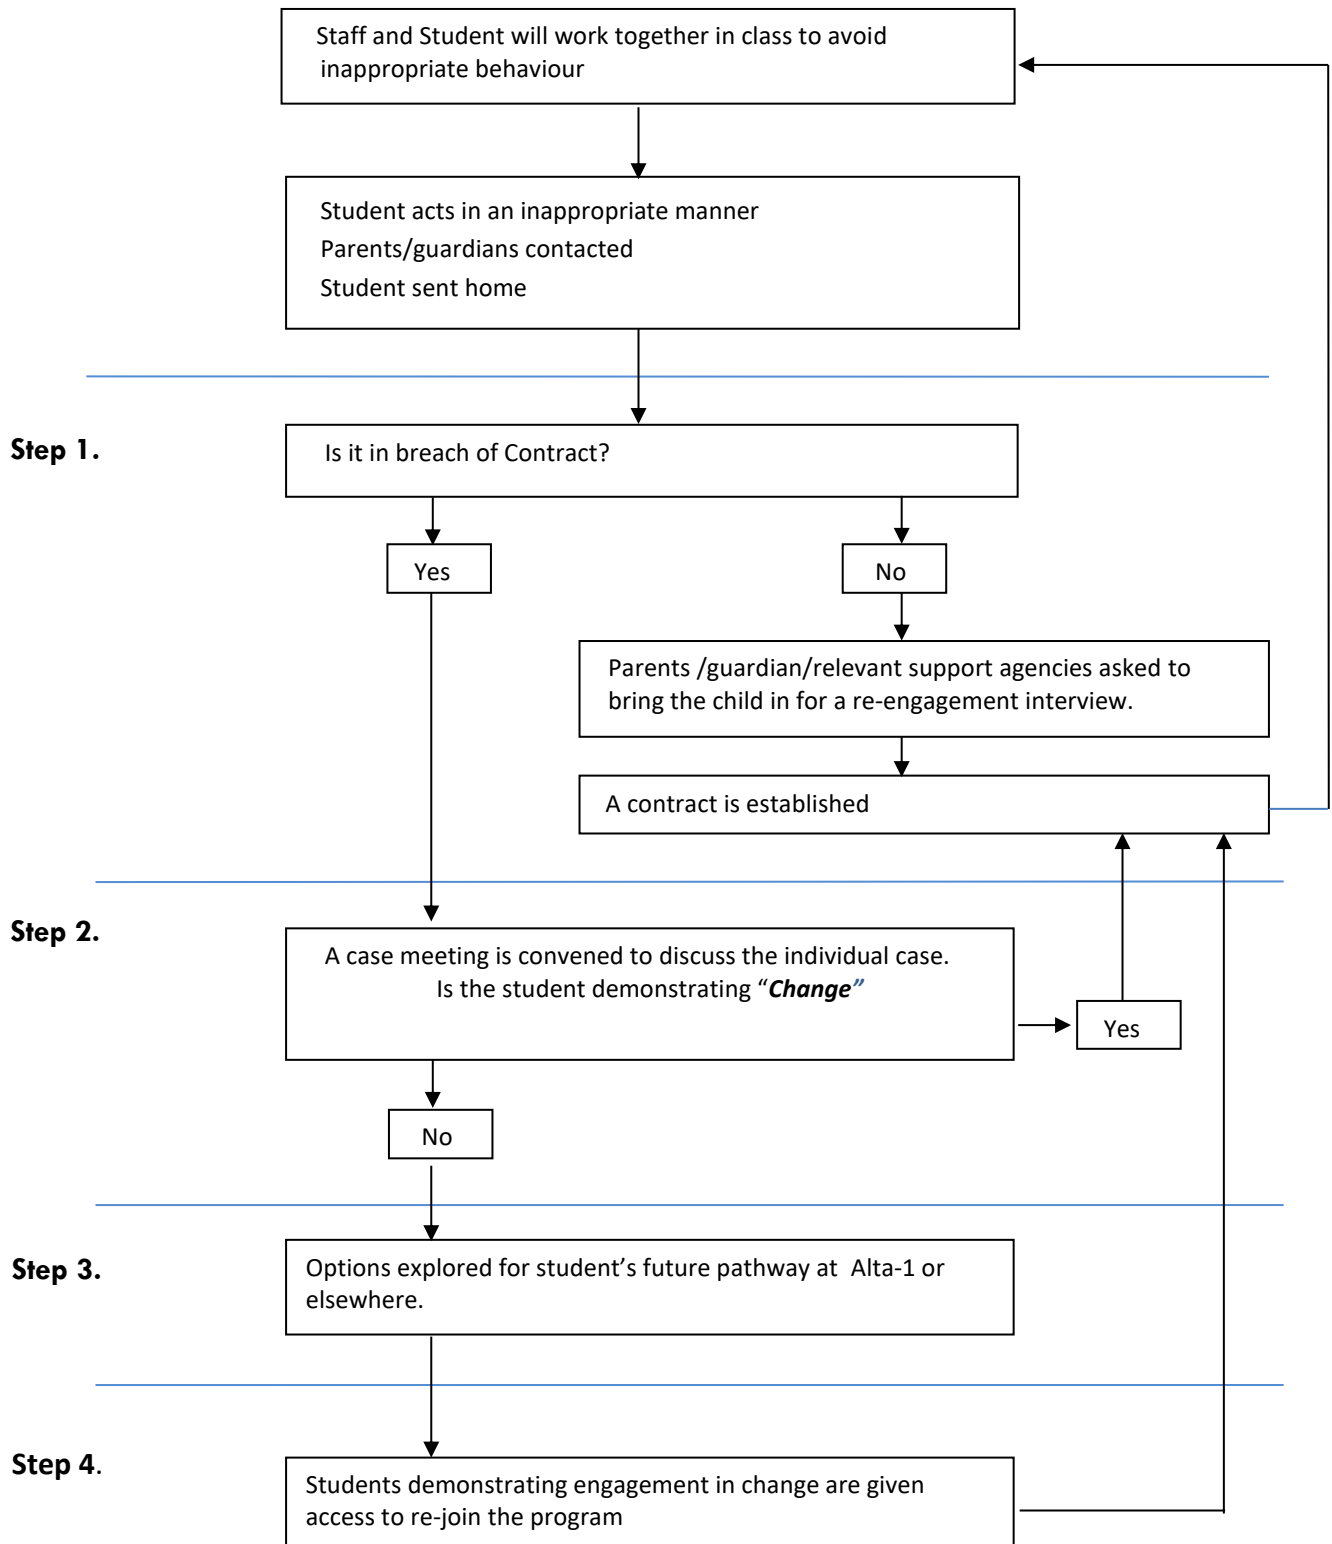 Staff and Student will work together in class to avoid
inappropriate behaviour
Student acts in an inappropriate manner
Parents/guardians contacted
Student sent home
Step 1.
Is it in breach of Contract?
Yes
No
Parents /guardian/relevant support agencies asked to
bring the child in for a re-engagement interview.
A contract is established
Step 2.
A case meeting is convened to discuss the individual case.
Is the student demonstrating “Change”
Yes
No
Step 3.
Options explored for student’s future pathway at  Alta-1 or
elsewhere.
Step 4.
Students demonstrating engagement in change are given
access to re-join the program